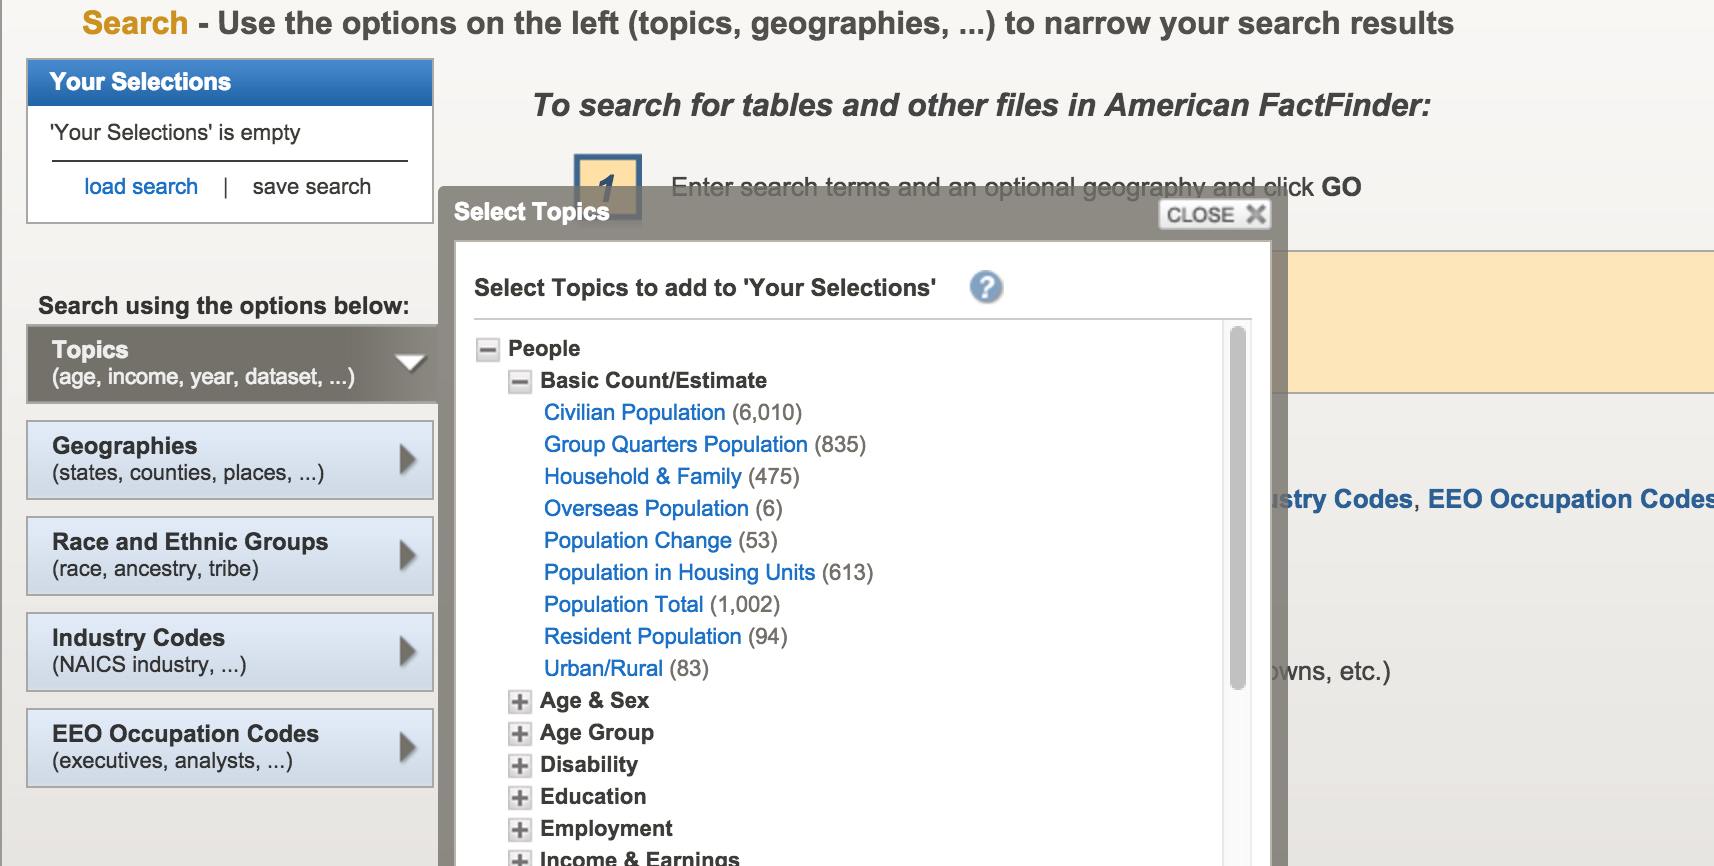 Search - Use the options on the left (topics, geographies, ...) to narrow your search results
Your Selections
'Your Selections' is empty
load search | save search
Search using the options below:
Topics
(age, income, year, dataset, ...)
Geographies
(states, counties, places, ...)
Race and Ethnic Groups
(race, ancestry, tribe)
Industry Codes
(NAICS industry, ...)
EEO Occupation Codes
(executives, analysts, ...)
To search for tables and other files in American FactFinder:
1
Enter search terms and an optional geography and click GO
Select Topics
CLOSE
Select Topics to add to 'Your Selections'
?
People
Basic Count/Estimate
Civilian Population (6,010)
Group Quarters Population (835)
Household & Family (475)
Overseas Population (6)
Population Change (53)
Population in Housing Units (613)
Population Total (1,002)
Resident Population (94)
Urban/Rural (83)
Age & Sex
Age Group
Disability
Education
Employment
Income & Earnings
Codes, EEO Occupation Codes
etc.)